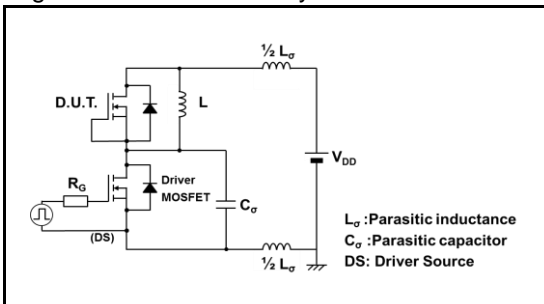 ½ Lσ
D.U.T.
L
VDD
RG
Driver
MOSFET
Cσ
(DS)
½ Lσ
Lσ :Parasitic inductance
Cσ :Parasitic capacitor
DS: Driver Source